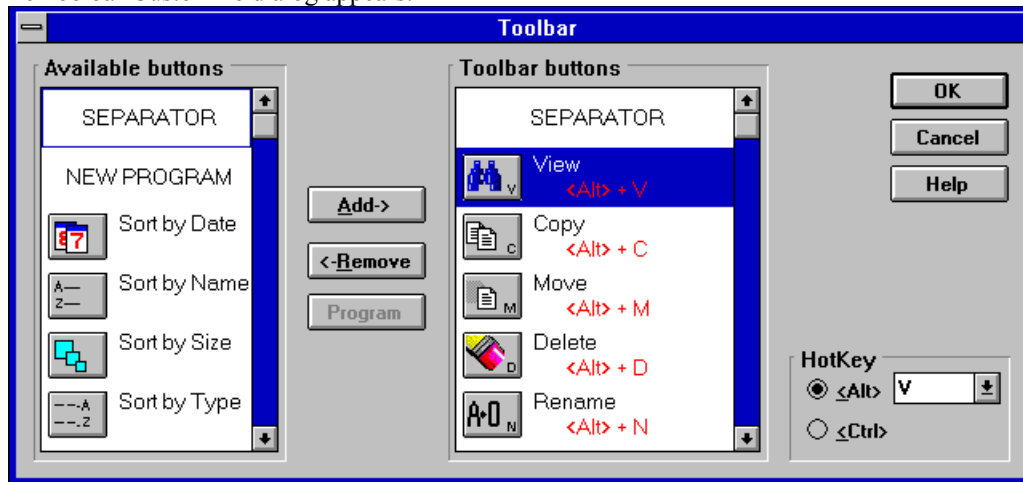 Toolbar
Available buttons
SEPARATOR
NEW PROGRAM
87
Sort by Date
A
Z
Sort by Name
Sort by Size
A
Z
Sort by Type
Add->
<-Remove
Program
Toolbar buttons
SEPARATOR
V
View
<Alt> + V
C
Copy
<Alt> + C
M
Move
<Alt> + M
D
Delete
<Alt> + D
A•0 N
Rename
<Alt> + N
OK
Cancel
Help
HotKey
<Alt>
V
<Ctrl>